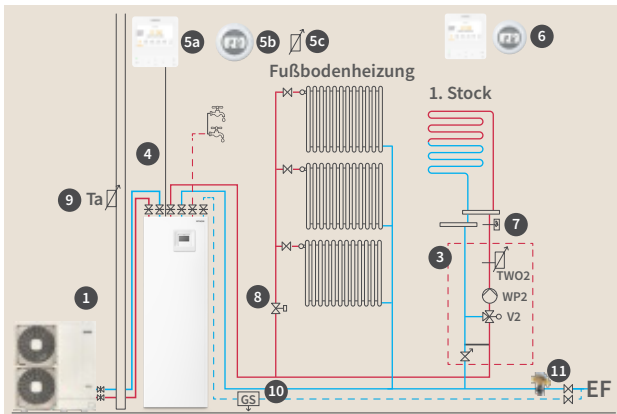 5a
5b
5c
6
Fußbodenheizung
1. Stock
4
9
Ta
7
3
TWO2
1
8
WP2
V2
11
10
GS
EF